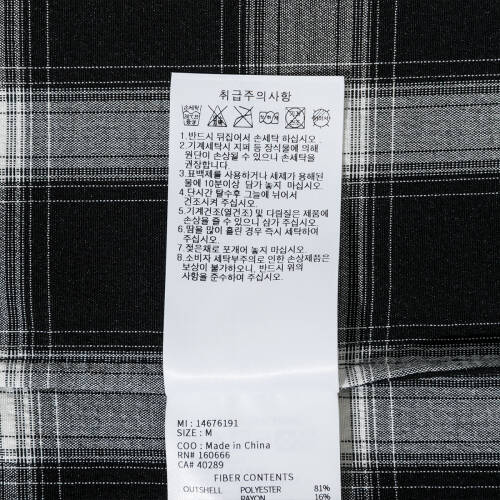 취급주의사항
1.반드시 뒤집어서 손세탁 하십시오
2.기계세탁시 지퍼 등 장식물에 의해
원단이 손상될 수 있으니 손세탁을
권장합니다.
3.표백제를 사용하거나 세제가 용해된
물에 10분이상 담가 놓지 마십시오.
4.단시간 탈수후 그늘에 뉘어서
건조시켜 주십시오.
5.기계건조(열건조) 및 다림질은 제품에
손상을 줄 수 있으니 삼가 주십시오.
6.땀을 많이 흘린 경우 즉시 세탁하여
주십시오.
7.젖은채로 포개어 놓지 마십시오.
8.소비자 세탁부주의로 인한 손상제품은
보상이 불가하오니, 반드시 위의
사항을 준수하여 주십시오.
MI : 14676191
SIZE : M
COO : Made in China
RN# 160666
CA# 40289
FIBER CONTENTS
OUTSHELL POLYESTER 81%
RAYON 16%